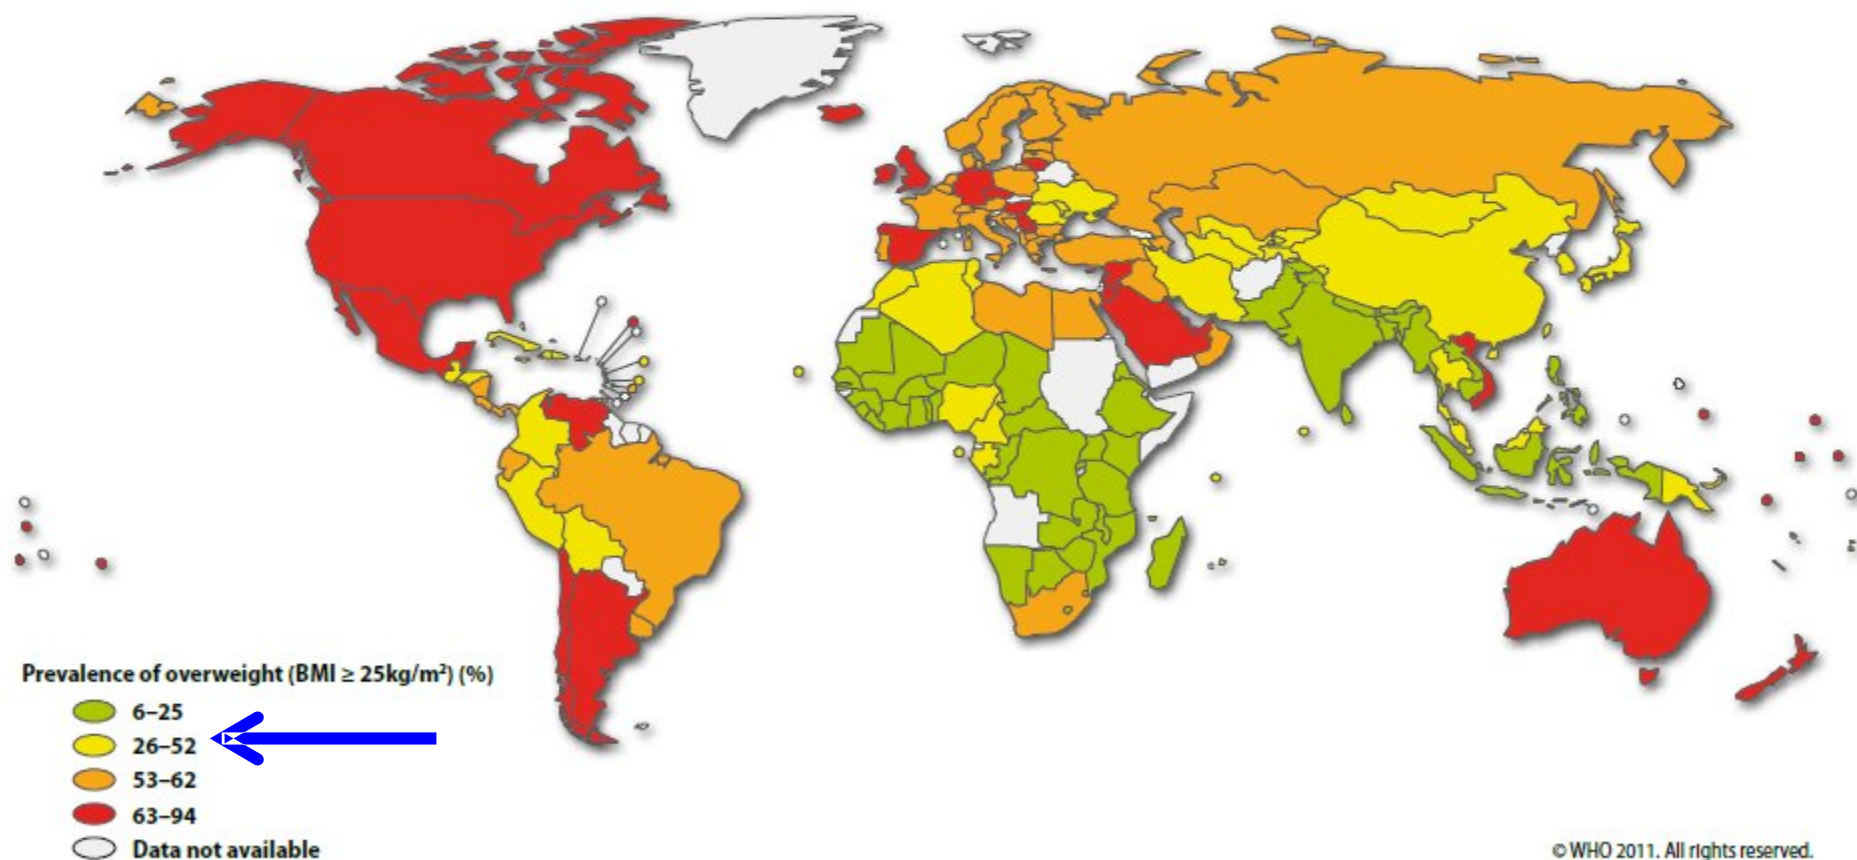 Prevalence of overweight (BMI ≥ 25kg/m²) (%)
6–25
26–52
53–62
63–94
Data not available
© WHO 2011. All rights reserved.